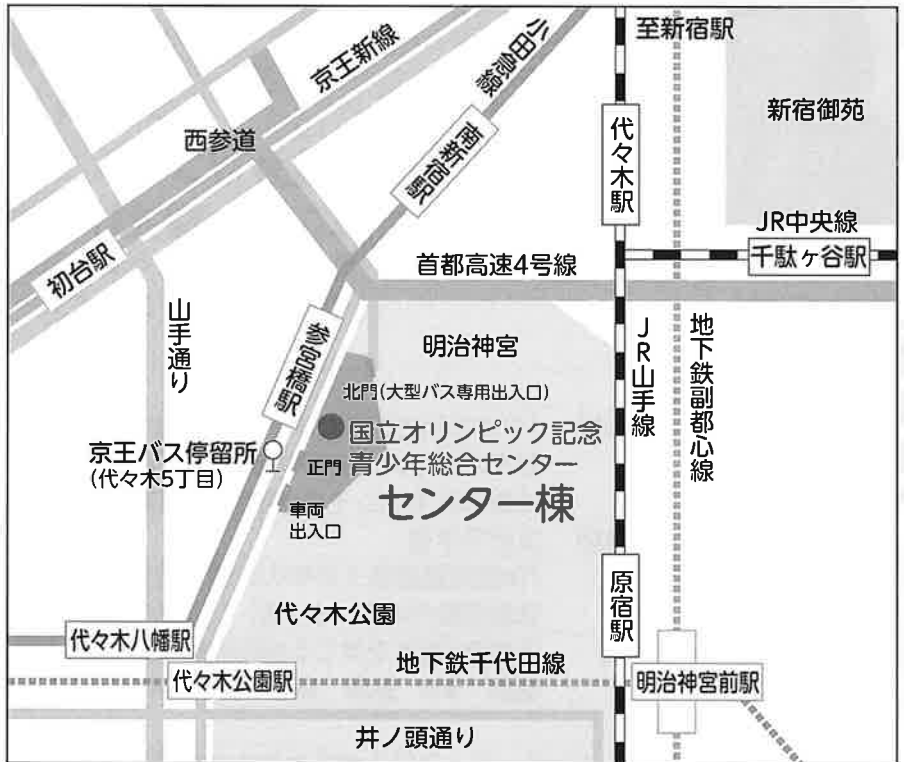 至新宿駅
京王新線
小田急線
新宿御苑
代々木駅
南新宿駅
西参道
JR中央線
千駄ヶ谷駅
初台駅
首都高速4号線
山手通り
参宮橋駅
明治神宮
JR山手線
地下鉄副都心線
北門(大型バス専用出入口)
国立オリンピック記念
青少年総合センター
センター棟
京王バス停留所
(代々木5丁目)
正門
車両
出入口
原宿駅
代々木公園
代々木八幡駅
地下鉄千代田線
代々木公園駅
明治神宮前駅
井ノ頭通り